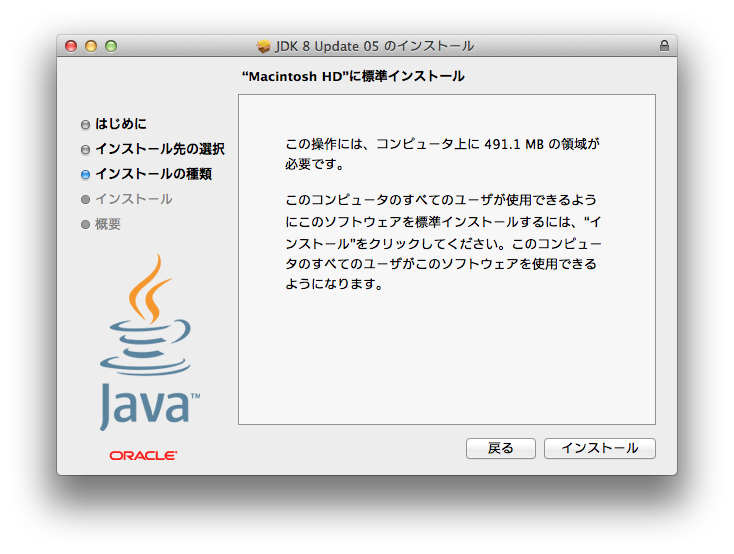 JDK 8 Update 05 のインストール
“Macintosh HD”に標準インストール
はじめに
インストール先の選択
インストールの種類
インストール
概要
この操作には、コンピュータ上に 491.1 MB の領域が
必要です。
このコンピュータのすべてのユーザが使用できるよう
にこのソフトウェアを標準インストールするには、“イ
ンストール”をクリックしてください。このコンピュー
タのすべてのユーザがこのソフトウェアを使用できる
ようになります。
Java™
ORACLE®
戻る
インストール